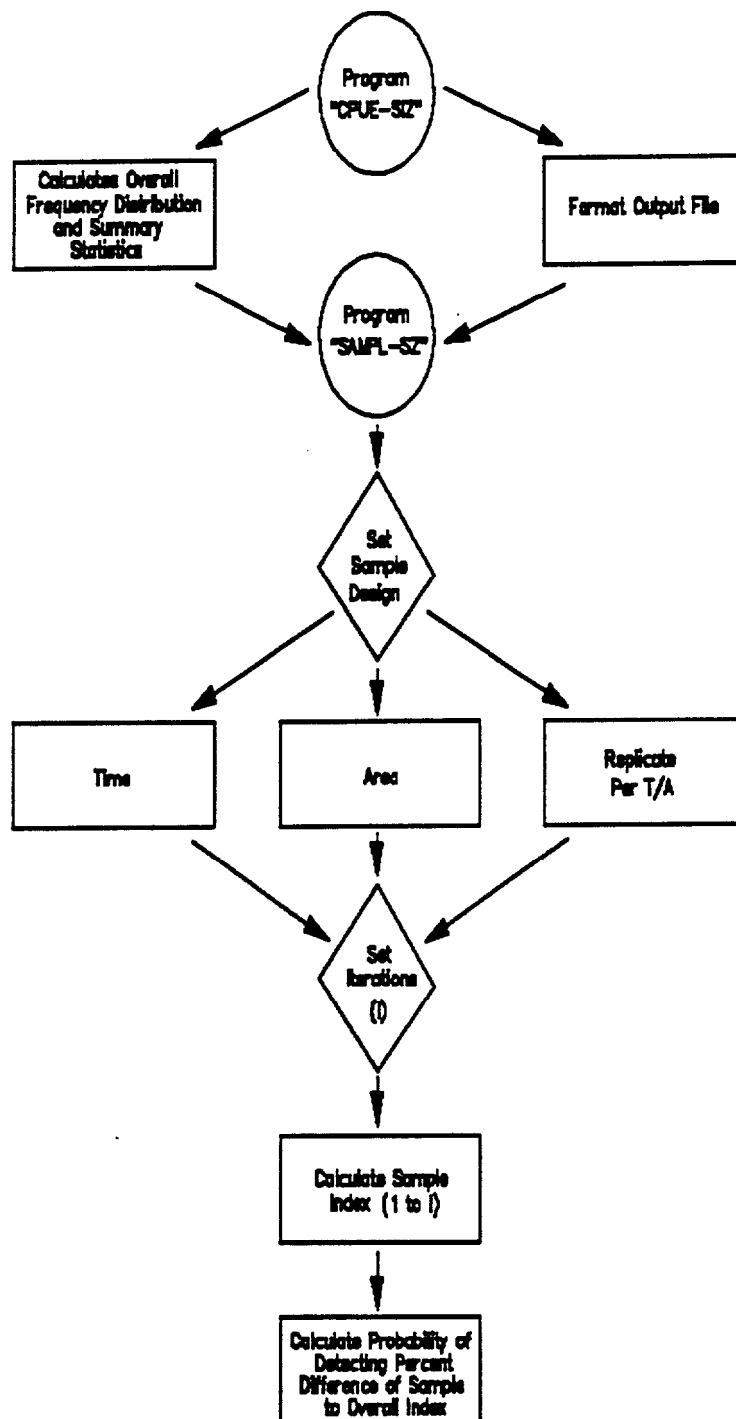 Program
"CPUE-SIZ"
Calculates Overall
Frequency Distribution
and Summary
Statistics
Format Output File
Program
"SAMPL-SZ"
Set
Sample
Design
Time
Area
Replicate
Per T/A
Set
Iterations
(I)
Calculate Sample
Index (1 to I)
Calculate Probability of
Detecting Percent
Difference of Sample
to Overall Index